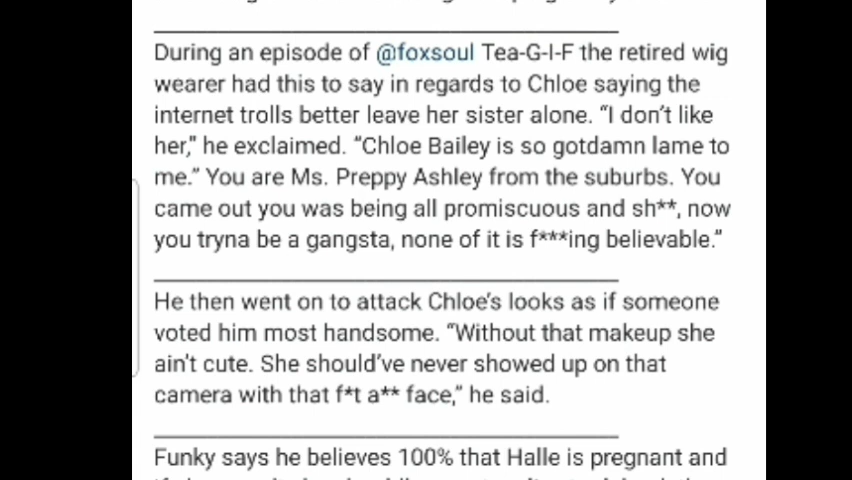 During an episode of @foxsoul Tea-G-I-F the retired wig
wearer had this to say in regards to Chloe saying the
internet trolls better leave her sister alone. “I don’t like
her,” he exclaimed. “Chloe Bailey is so gotdamn lame to
me.” You are Ms. Preppy Ashley from the suburbs. You
came out you was being all promiscuous and sh**, now
you tryna be a gangsta, none of it is f***ing believable.”
He then went on to attack Chloe’s looks as if someone
voted him most handsome. “Without that makeup she
ain’t cute. She should’ve never showed up on that
camera with that f*t a** face,” he said.
Funky says he believes 100% that Halle is pregnant and